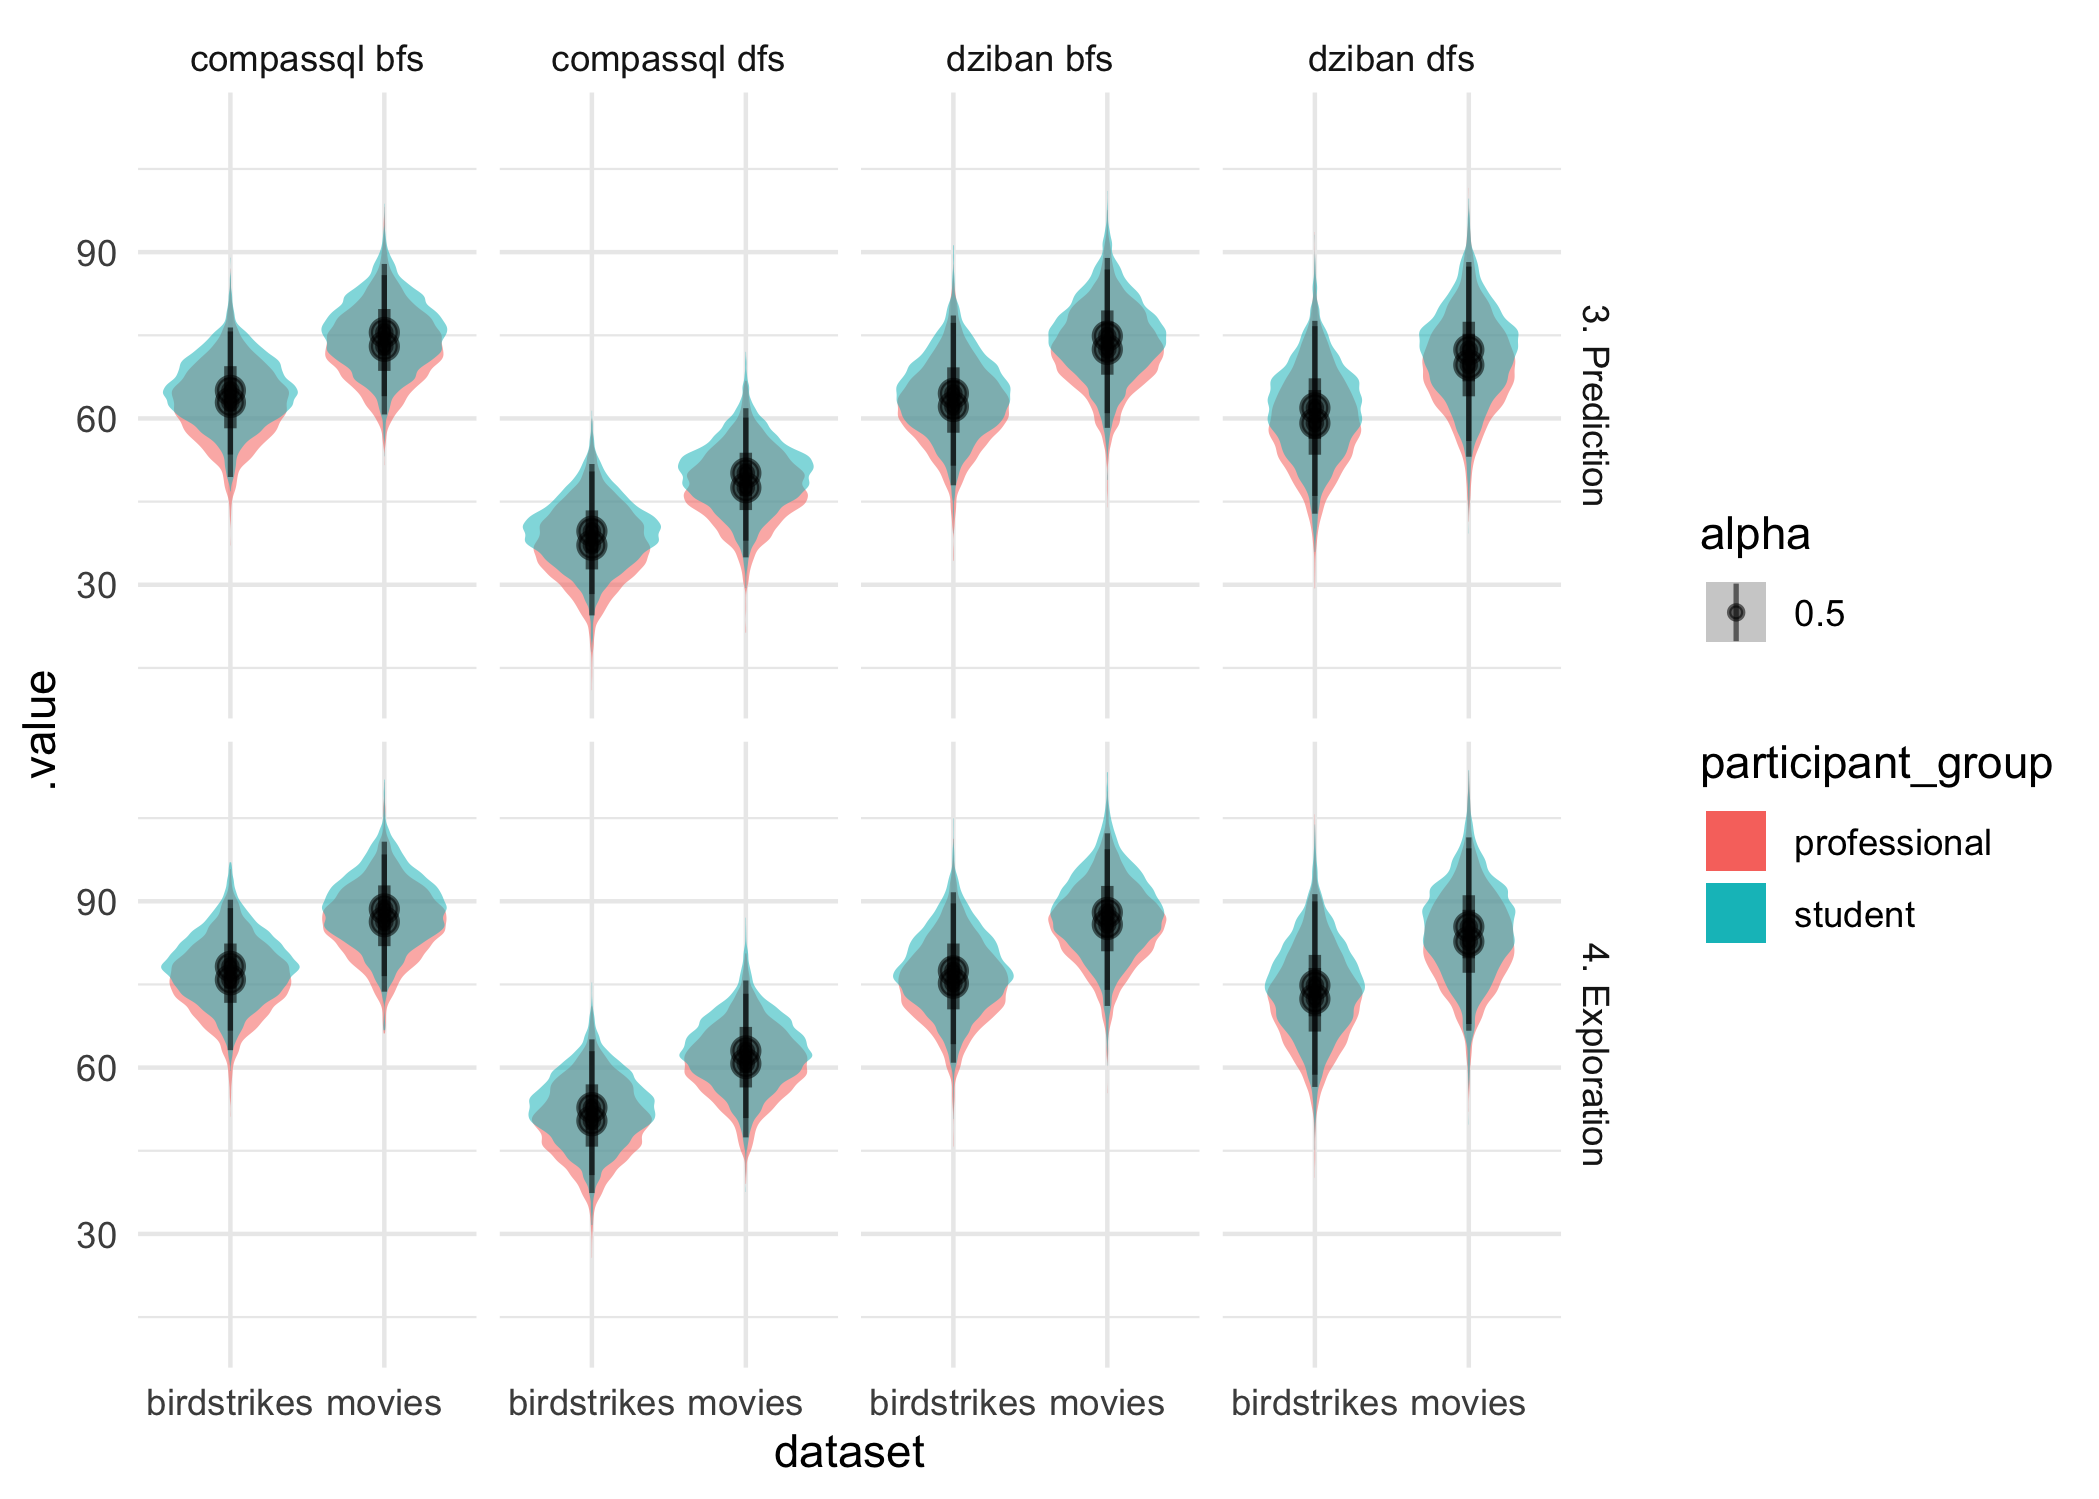 compassql bfs
compassql dfs
dziban bfs
dziban dfs
90
60
30
3. Prediction
90
60
30
4. Exploration
.value
birdstrikes movies
birdstrikes movies
birdstrikes movies
birdstrikes movies
dataset
alpha
0.5
participant_group
professional
student